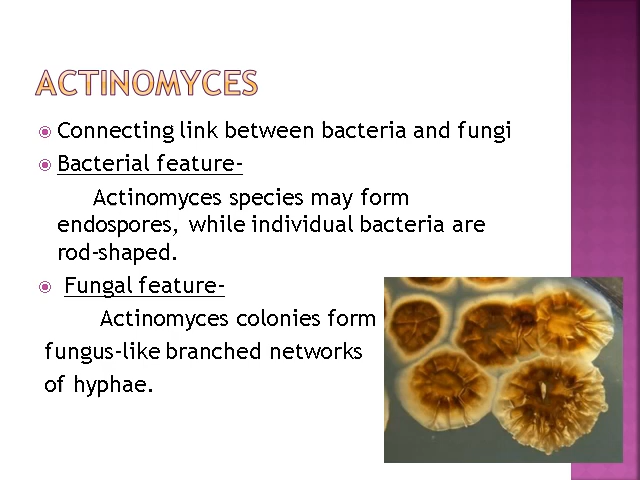 ACTINOMYCES
Connecting link between bacteria and fungi
Bacterial feature-
Actinomyces species may form
endospores, while individual bacteria are
rod-shaped.
Fungal feature-
Actinomyces colonies form
fungus-like branched networks
of hyphae.